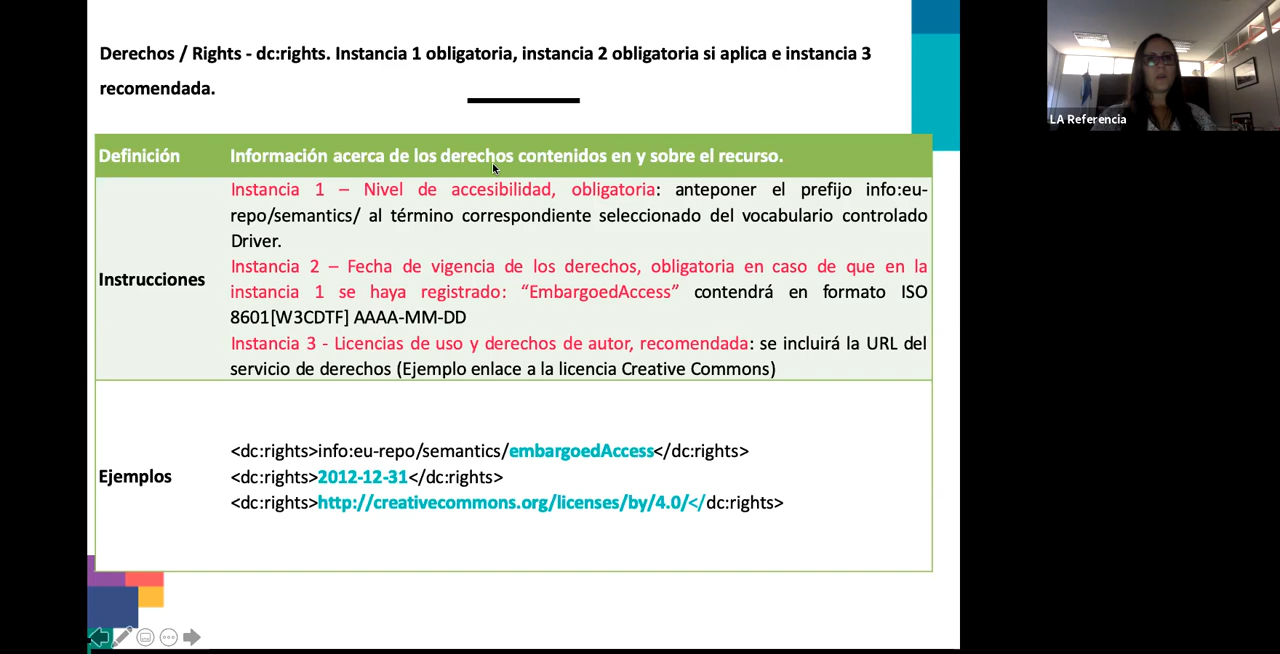 Derechos / Rights - dc:rights. Instancia 1 obligatoria, instancia 2 obligatoria si aplica e instancia 3
recomendada.
LA Referencia
Definición
Información acerca de los derechos contenidos en y sobre el recurso.
Instrucciones
Instancia 1 – Nivel de accesibilidad, obligatoria: anteponer el prefijo info:eu-
repo/semantics/ al término correspondiente seleccionado del vocabulario controlado
Driver.
Instancia 2 – Fecha de vigencia de los derechos, obligatoria en caso de que en la
instancia 1 se haya registrado: “EmbargoedAccess” contendrá en formato ISO
8601[W3CDTF] AAAA-MM-DD
Instancia 3 - Licencias de uso y derechos de autor, recomendada: se incluirá la URL del
servicio de derechos (Ejemplo enlace a la licencia Creative Commons)
Ejemplos
<dc:rights>info:eu-repo/semantics/embargoedAccess</dc:rights>
<dc:rights>2012-12-31</dc:rights>
<dc:rights>http://creativecommons.org/licenses/by/4.0/</dc:rights>